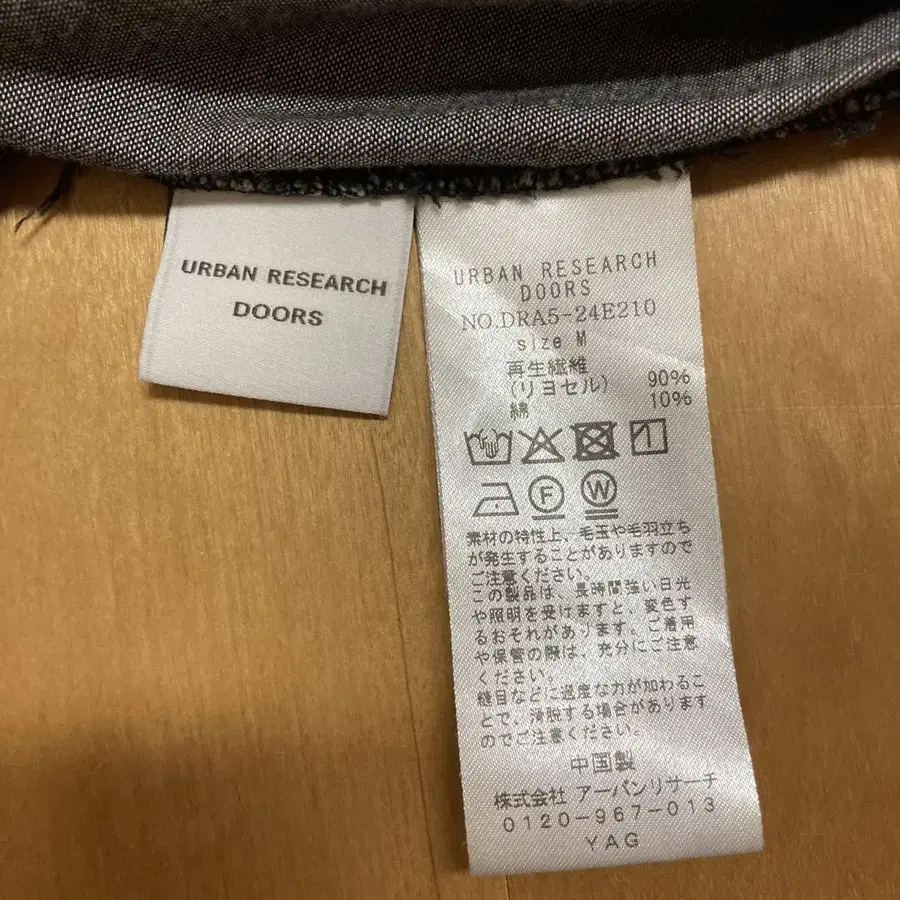 URBAN RESEARCH
DOORS
URBAN RESEARCH
DOORS
NO.DRA5-24E210
size M
再生繊維
(リヨセル) 90%
綿 10%
F W
素材の特性上、毛玉や毛羽立ち
が発生することがありますので
ご注意ください。
この製品は、長時間強い日光
や照明を受けますと、変色す
るおそれがあります。ご着用
や保管の際は、充分にご注意
ください。
縫目などに過度な力が加わるこ
とで、滑脱する場合があります
のでご注意ください。
中国製
株式会社 アーバンリサーチ
0120-967-013
YAG